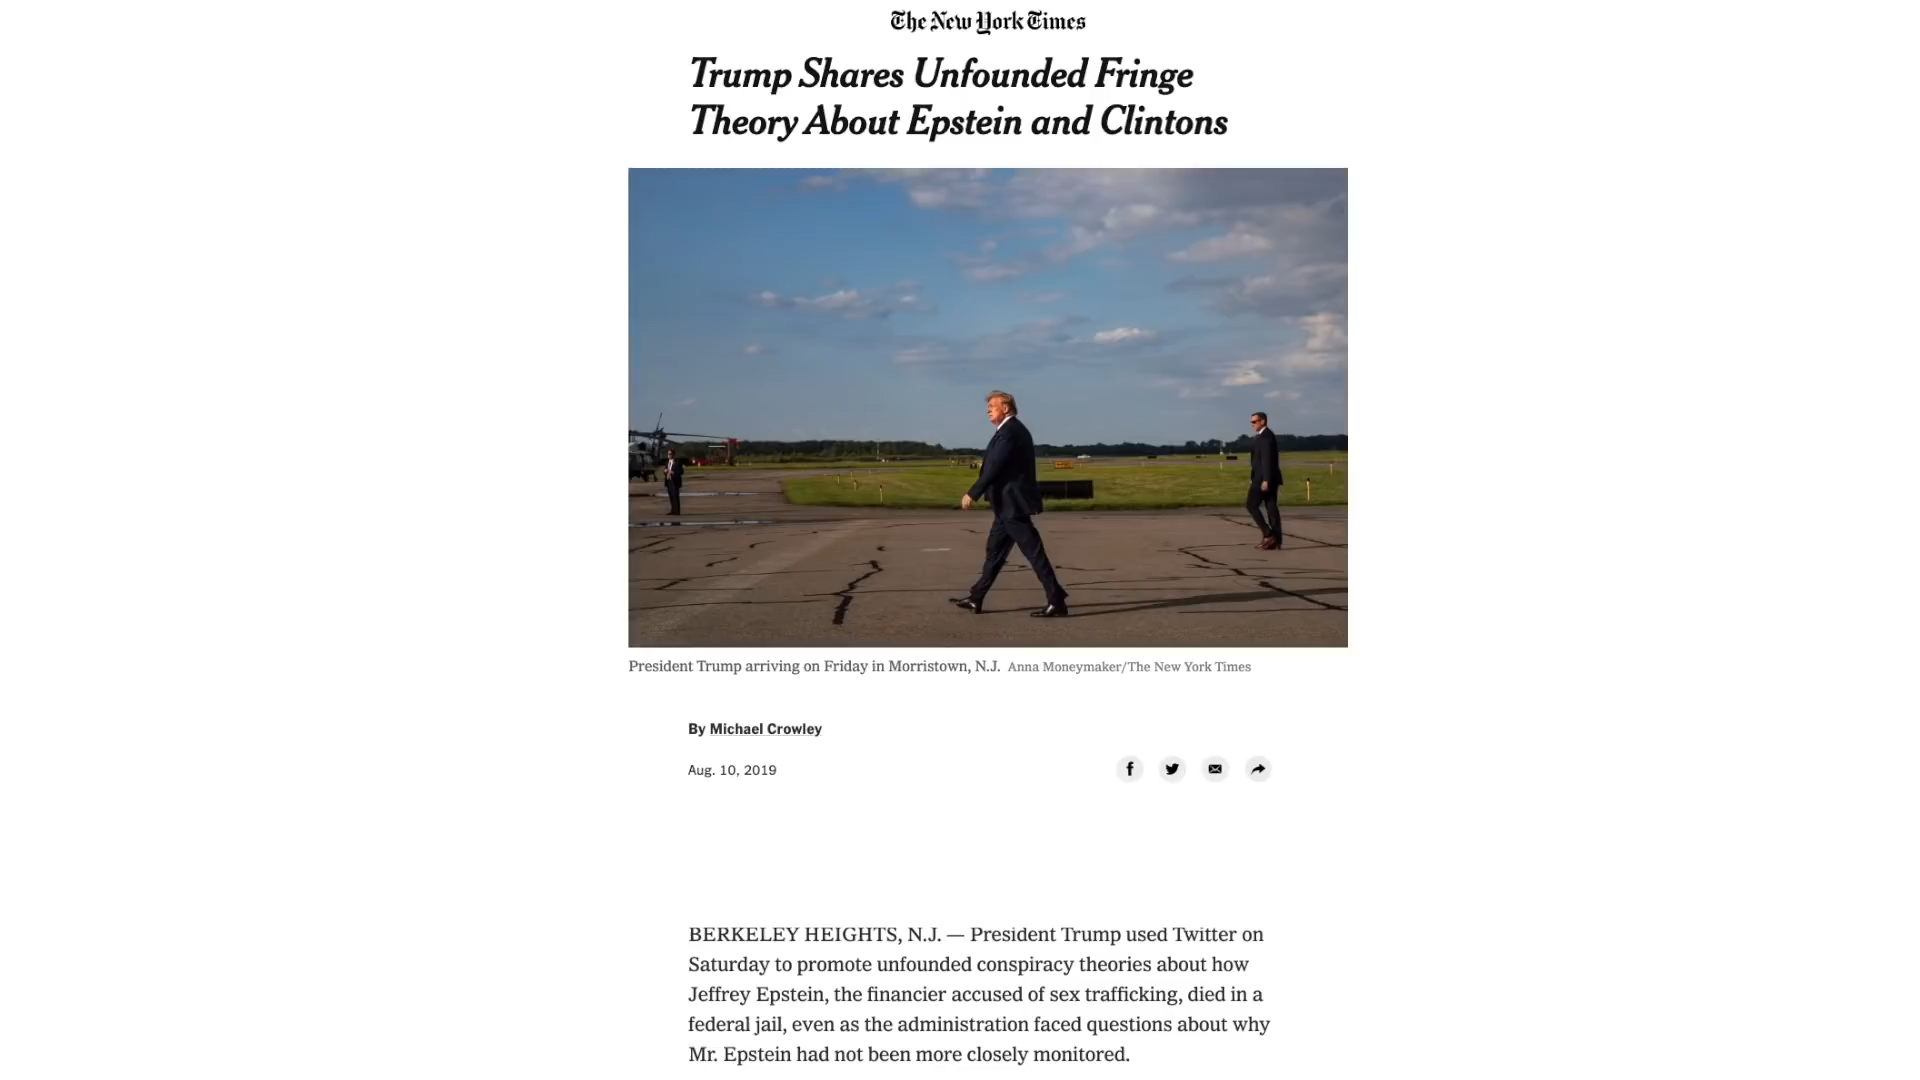 The New York Times
Trump Shares Unfounded Fringe
Theory About Epstein and Clintons
President Trump arriving on Friday in Morristown, N.J. Anna Moneymaker/The New York Times
By Michael Crowley
Aug. 10, 2019
BERKELEY HEIGHTS, N.J. — President Trump used Twitter on
Saturday to promote unfounded conspiracy theories about how
Jeffrey Epstein, the financier accused of sex trafficking, died in a
federal jail, even as the administration faced questions about why
Mr. Epstein had not been more closely monitored.